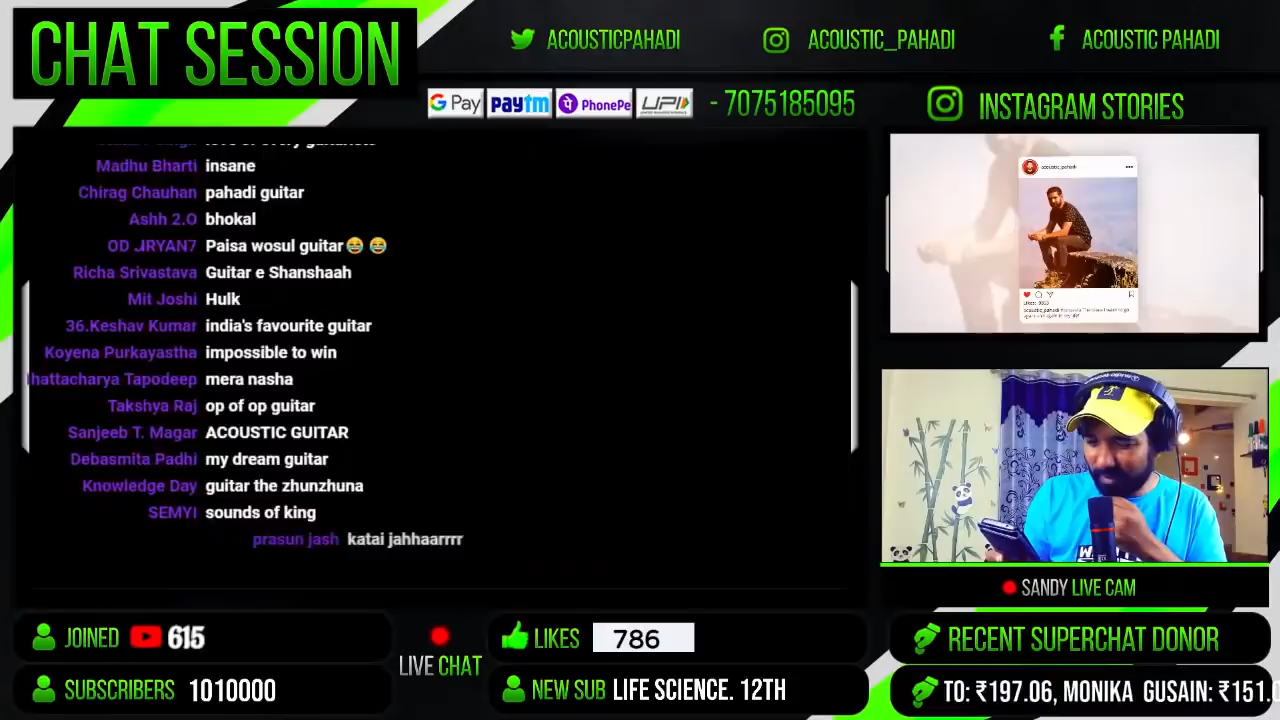 CHAT SESSION
ACOUSTICPAHADI
ACOUSTIC_PAHADI
ACOUSTIC PAHADI
G Pay Paytm PhonePe UPI - 7075185095
INSTAGRAM STORIES
Madhu Bharti insane
Chirag Chauhan pahadi guitar
Ashh 2.O bhokal
Paisa wosul guitar😂 😂
Richa Srivastava Guitar e Shanshaah
Mit Joshi Hulk
36.Keshav Kumar india's favourite guitar
Koyena Purkayastha impossible to win
Tapodeep mera nasha
Takshya Raj op of op guitar
Sanjeeb T. Magar ACOUSTIC GUITAR
Debasmita Padhi my dream guitar
Knowledge Day guitar the zhunzhuna
SEMYI sounds of king
prasun jash katai jahhaarrrr
acoustic_pahadi
SANDY LIVE CAM
JOINED 615
LIVE CHAT
LIKES 786
RECENT SUPERCHAT DONOR
SUBSCRIBERS 1010000
NEW SUB LIFE SCIENCE. 12TH
TO: ₹197.06, MONIKA GUSAIN: ₹151.